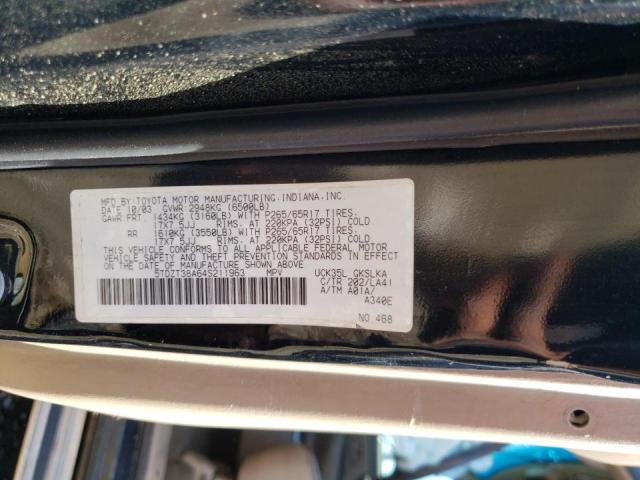 MFD.BY:TOYOTA MOTOR MANUFACTURING,INDIANA,INC.
DATE 10/03 GVWR 2948KG (6500LB)
GAWR FRT 1434KG (3160LB) WITH P265/65R17 TIRES,
17X7.5JJ RIMS, AT 220KPA (32PSI) COLD
RR 1610KG (3550LB) WITH P265/65R17 TIRES,
17X7.5JJ RIMS, AT 220KPA (32PSI) COLD
THIS VEHICLE CONFORMS TO ALL APPLICABLE FEDERAL MOTOR
VEHICLE SAFETY AND BUMPER STANDARDS IN EFFECT
ON THE DATE OF MANUFACTURE SHOWN ABOVE.
5TDZT38A64S211963 MPV
UCK35L GKSLKA
C/TR 202/LA41
A/TM A01A/
A340E
NO.468